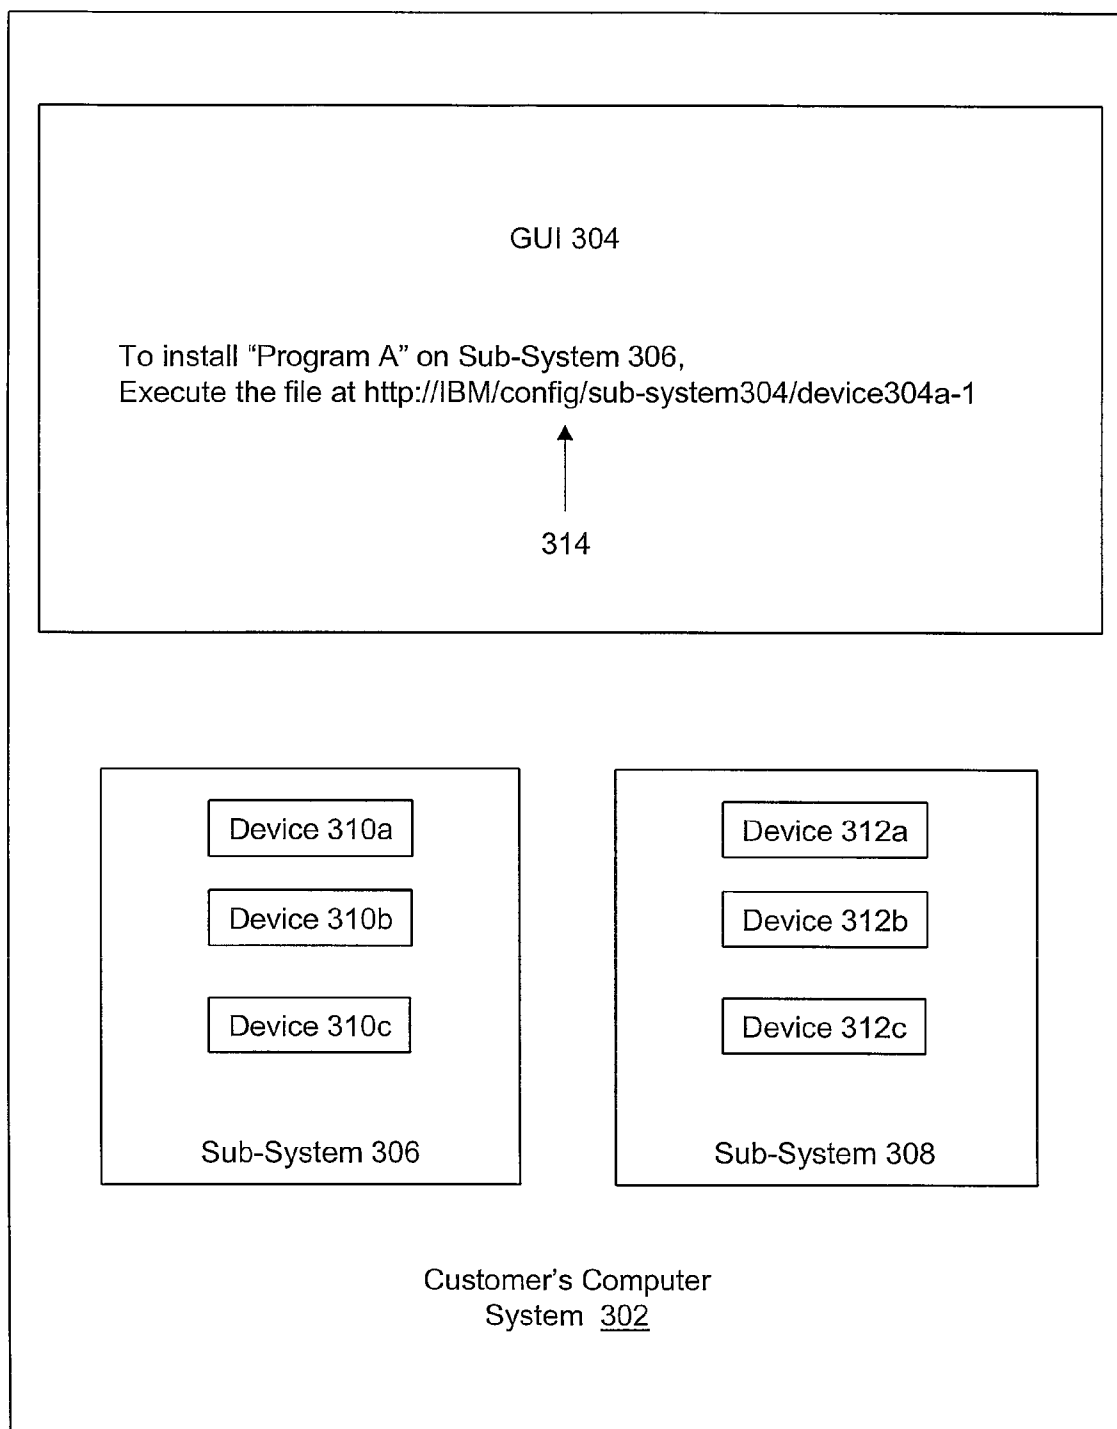 GUI 304
To install "Program A" on Sub-System 306,
Execute the file at http://IBM/config/sub-system304/device304a-1
314
Device 310a
Device 310b
Device 310c
Sub-System 306
Device 312a
Device 312b
Device 312c
Sub-System 308
Customer's Computer
System 302